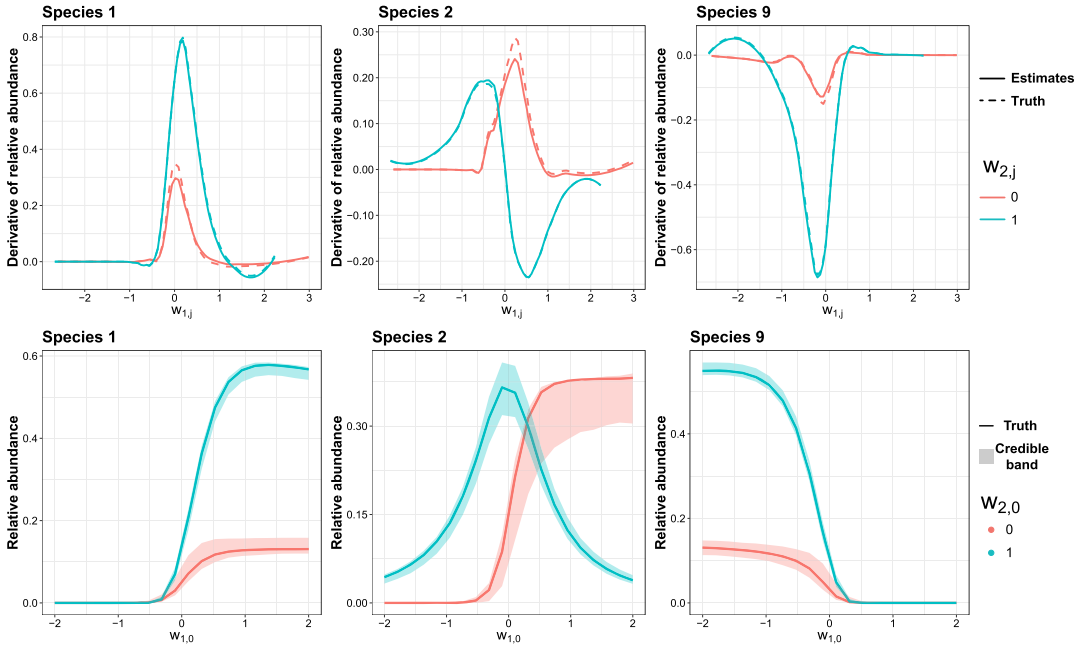 Species 1
Species 2
Species 9
Derivative of relative abundance
0.8
0.6
0.4
0.2
0.0
−2
−1
0
1
2
3
w1,j
Derivative of relative abundance
0.30
0.20
0.10
0.00
−0.10
−0.20
−2
−1
0
1
2
3
w1,j
Derivative of relative abundance
0.0
−0.2
−0.4
−0.6
−2
−1
0
1
2
3
w1,j
Estimates
Truth
w2,j
0
1
Species 1
Species 2
Species 9
Relative abundance
0.6
0.4
0.2
0.0
−2
−1
0
1
2
w1,0
Relative abundance
0.30
0.15
0.00
−2
−1
0
1
2
w1,0
Relative abundance
0.4
0.2
0.0
−2
−1
0
1
2
w1,0
Truth
Credible
band
w2,0
0
1